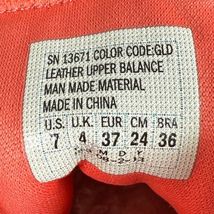 SN 13671 COLOR CODE:GLD
LEATHER UPPER BALANCE
MAN MADE MATERIAL
MADE IN CHINA
U.S. U.K. EUR CM BRA
7 4 37 24 36
M D